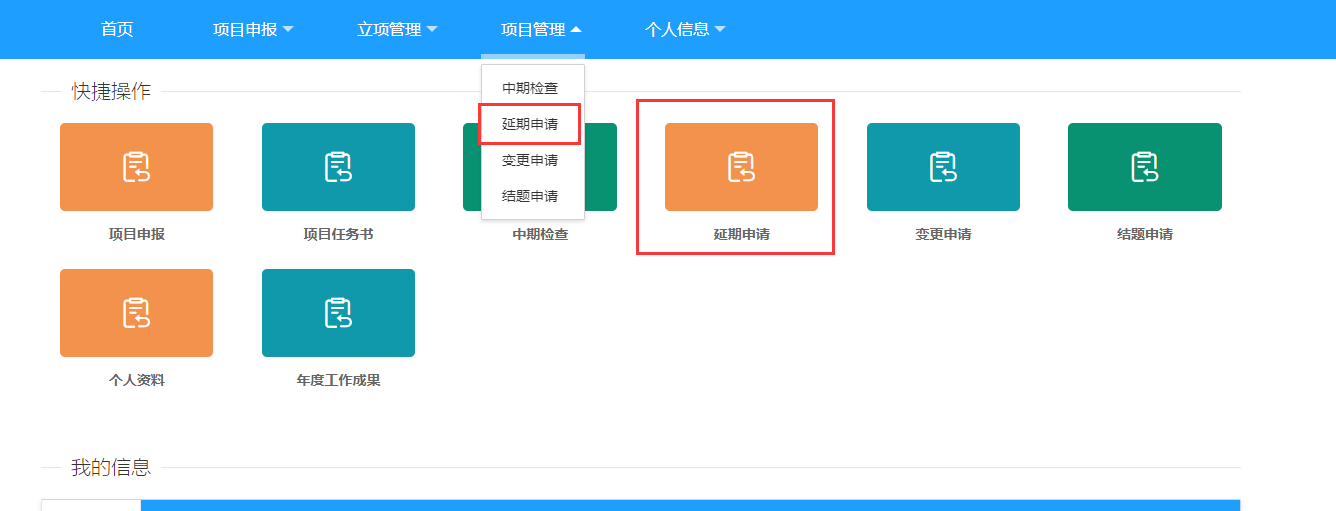 首页
项目申报
立项管理
项目管理
个人信息
中期检查
延期申请
变更申请
结题申请
快捷操作
项目申报
项目任务书
中期检查
延期申请
变更申请
结题申请
个人资料
年度工作成果
我的信息